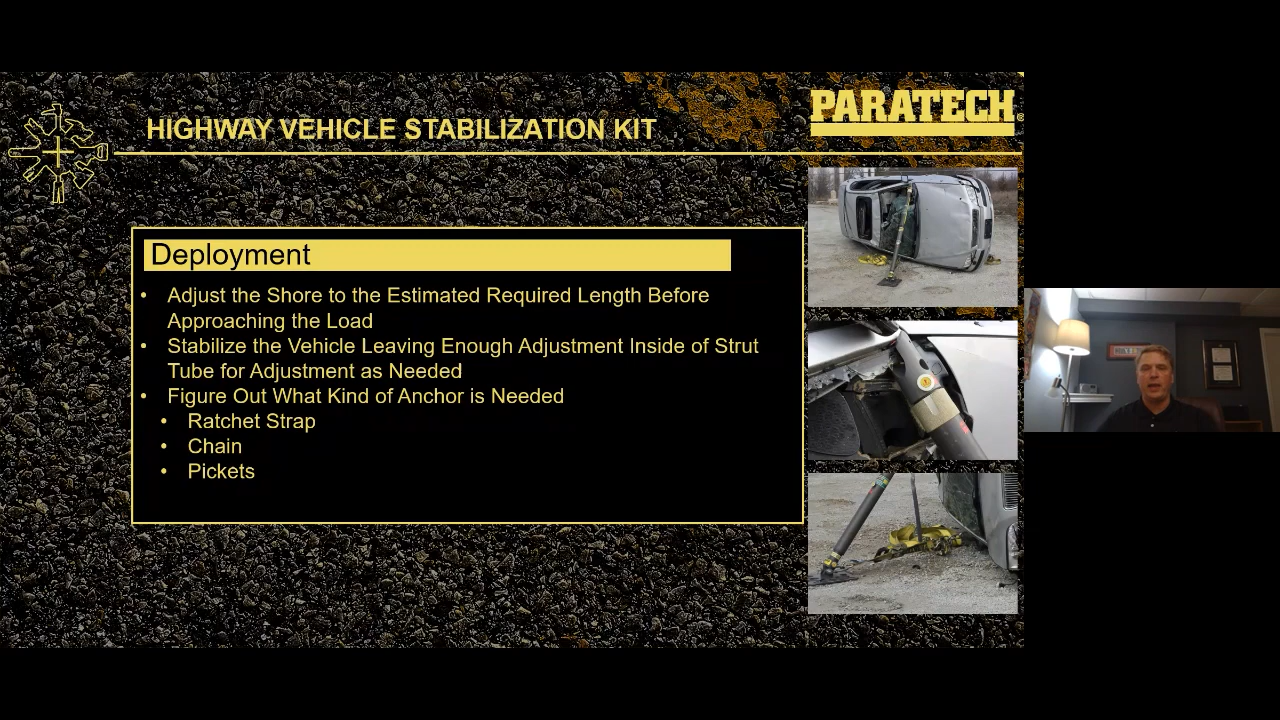 HIGHWAY VEHICLE STABILIZATION KIT
PARATECH®
Deployment
• Adjust the Shore to the Estimated Required Length Before
Approaching the Load
• Stabilize the Vehicle Leaving Enough Adjustment Inside of Strut
Tube for Adjustment as Needed
• Figure Out What Kind of Anchor is Needed
• Ratchet Strap
• Chain
• Pickets